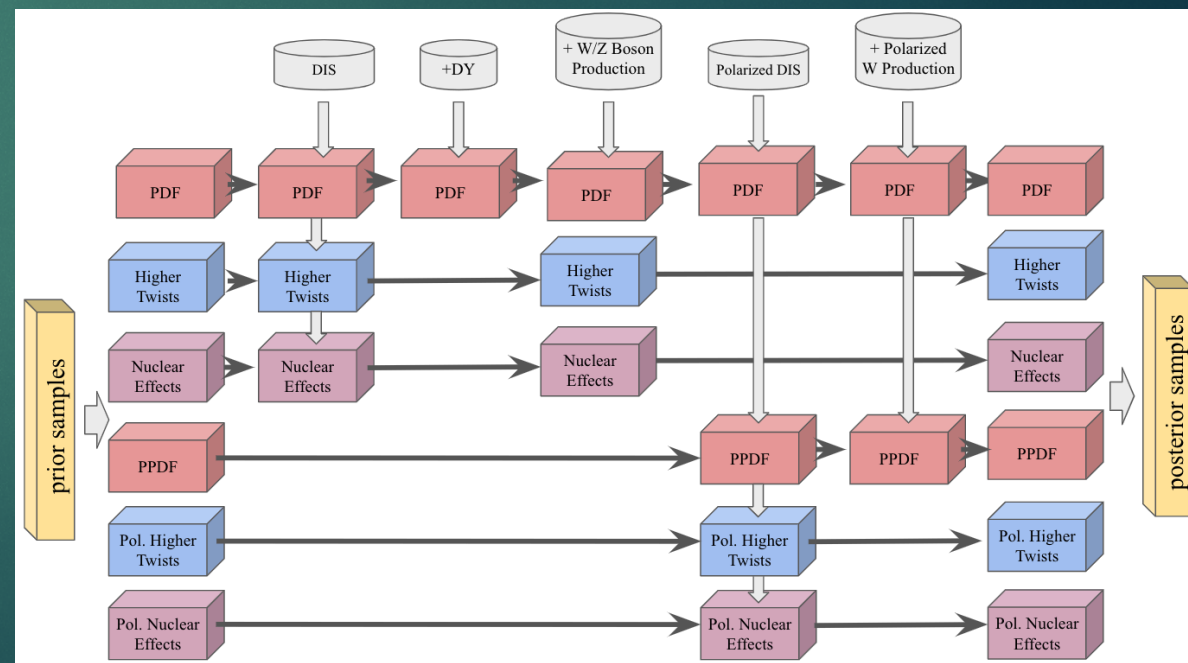 DIS
+DY
+ W/Z Boson
Production
Polarized DIS
+ Polarized
W Production
PDF
PDF
PDF
PDF
PDF
PDF
PDF
Higher
Twists
Higher
Twists
Higher
Twists
Higher
Twists
Nuclear
Effects
Nuclear
Effects
Nuclear
Effects
Nuclear
Effects
prior samples
posterior samples
PPDF
PPDF
PPDF
PPDF
Pol. Higher
Twists
Pol. Higher
Twists
Pol. Higher
Twists
Pol. Nuclear
Effects
Pol. Nuclear
Effects
Pol. Nuclear
Effects